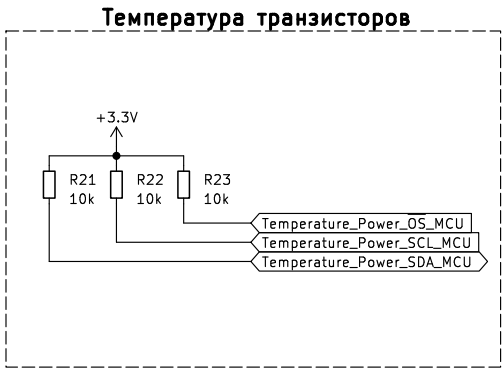 Температура транзисторов
+3.3V
R21 R22 R23
10k 10k 10k
Temperature_Power_OS_MCU
Temperature_Power_SCL_MCU
Temperature_Power_SDA_MCU